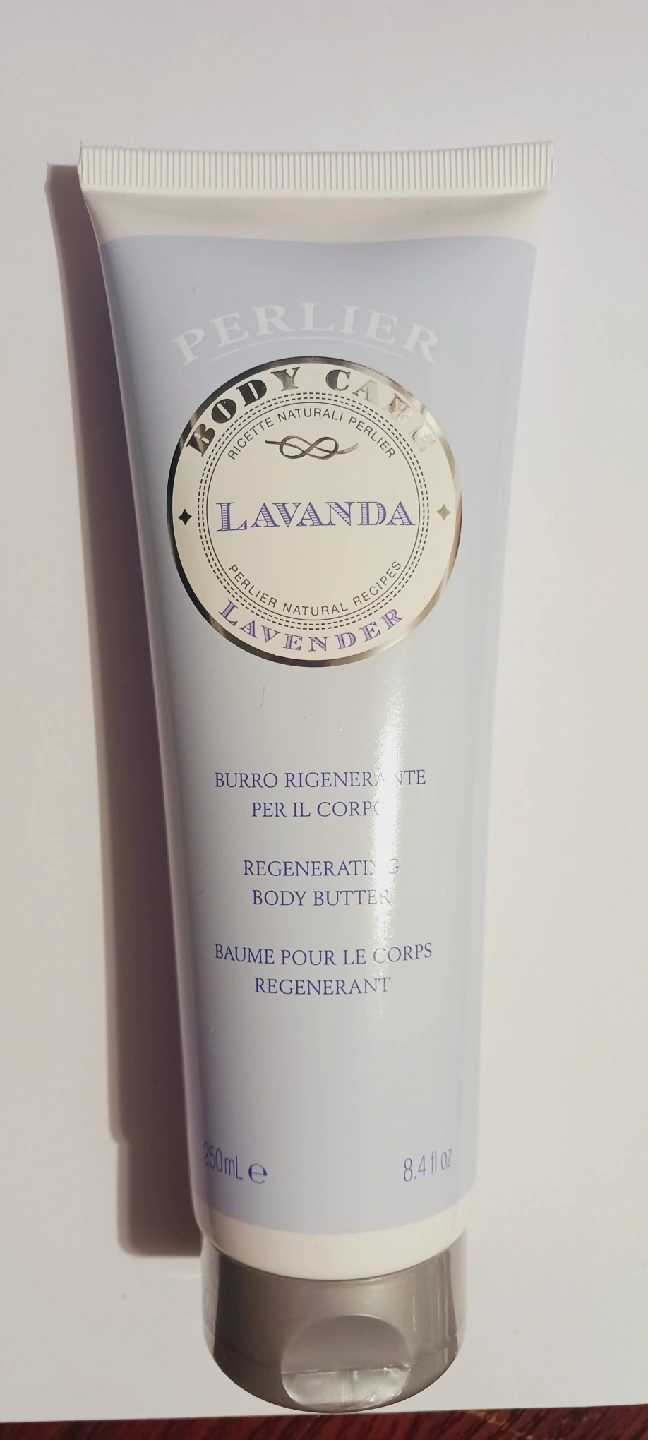 PERLIER
BODY CARE
RICETTE NATURALI PERLIER
LAVANDA
PERLIER NATURAL RECIPES
LAVENDER
BURRO RIGENERANTE
PER IL CORPO
REGENERATING
BODY BUTTER
BAUME POUR LE CORPS
REGENERANT
250mL e
8.4 fl oz